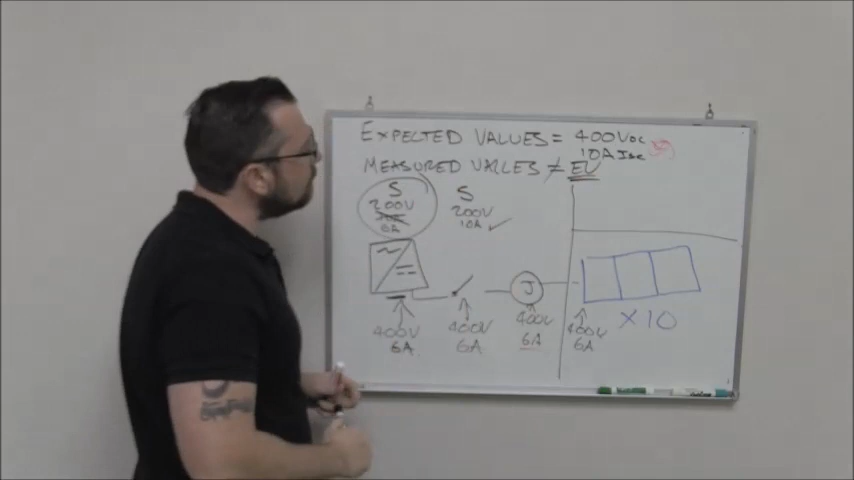 EXPECTED VALUES = 400VDC
10A Isc
MEASURED VALUES ≠ EV
S
200V
6A
S
200V
10A ✓
J
400V
6A
400V
6A
400V
6A
400V
6A
X10